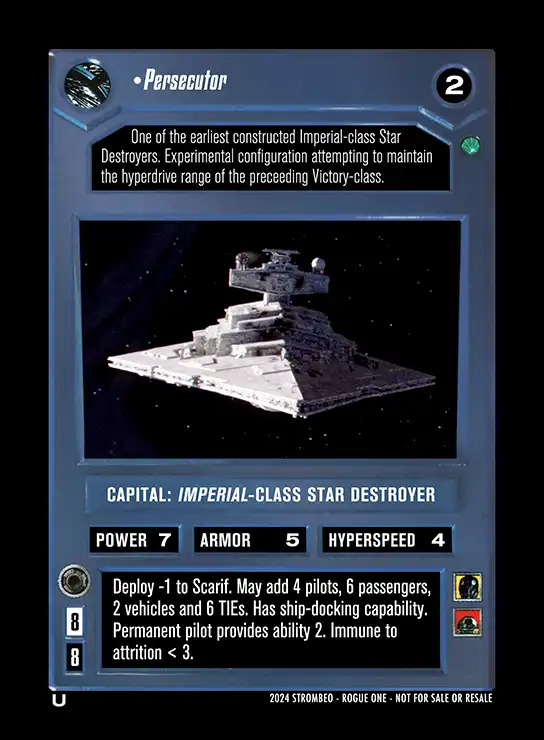 •Persecutor
2
One of the earliest constructed Imperial-class Star
Destroyers. Experimental configuration attempting to maintain
the hyperdrive range of the preceeding Victory-class.
CAPITAL: IMPERIAL-CLASS STAR DESTROYER
POWER 7 ARMOR 5 HYPERSPEED 4
Deploy -1 to Scarif. May add 4 pilots, 6 passengers,
2 vehicles and 6 TIEs. Has ship-docking capability.
Permanent pilot provides ability 2. Immune to
attrition < 3.
8
8
U
2024 STROMBEO - ROGUE ONE - NOT FOR SALE OR RESALE